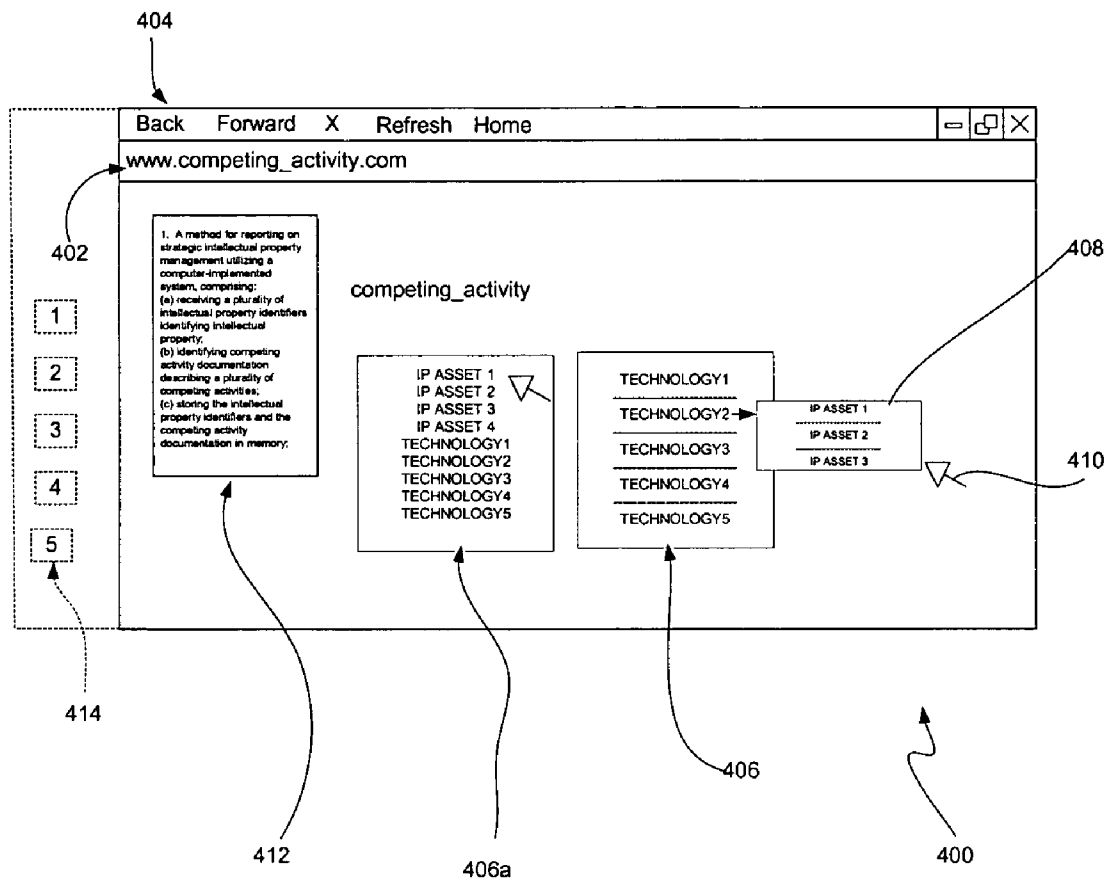 404
Back Forward X Refresh Home
www.competing_activity.com
402
408
1. A method for reporting on
strategic intellectual property
management utilizing a
computer-implemented
system, comprising:
(a) receiving a plurality of
intellectual property identifiers
identifying intellectual
property;
(b) identifying competing
activity documentation
describing a plurality of
competing activities;
(c) storing the intellectual
property identifiers and the
competing activity
documentation in memory;
competing_activity
1
2
3
4
5
IP ASSET 1
IP ASSET 2
IP ASSET 3
IP ASSET 4
TECHNOLOGY1
TECHNOLOGY2
TECHNOLOGY3
TECHNOLOGY4
TECHNOLOGY5
TECHNOLOGY1
TECHNOLOGY2
TECHNOLOGY3
TECHNOLOGY4
TECHNOLOGY5
IP ASSET 1
IP ASSET 2
IP ASSET 3
410
414
412
406a
406
400